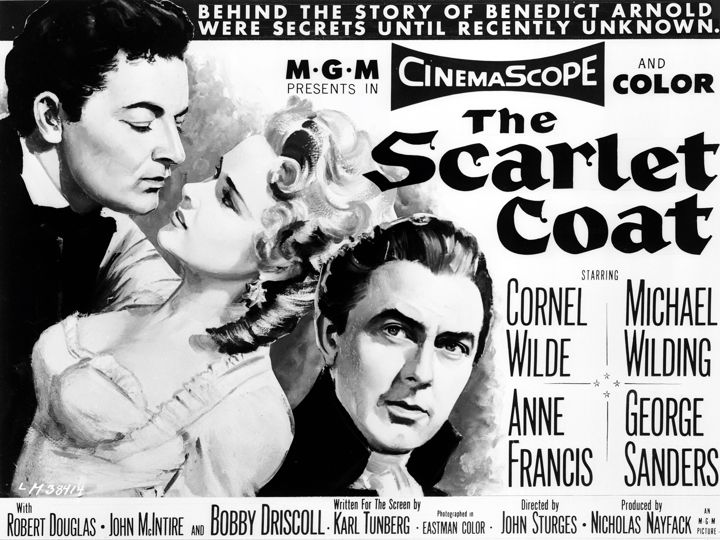 BEHIND THE STORY OF BENEDICT ARNOLD
WERE SECRETS UNTIL RECENTLY UNKNOWN.
M·G·M
PRESENTS IN
CINEMASCOPE
AND
COLOR
The
Scarlet
Coat
STARRING
CORNEL
WILDE
MICHAEL
WILDING
ANNE
FRANCIS
GEORGE
SANDERS
LM-38414
With
ROBERT DOUGLAS · JOHN McINTIRE AND BOBBY DRISCOLL ·
Written For The Screen by
KARL TUNBERG ·
Photographed in
EASTMAN COLOR ·
Directed by
JOHN STURGES ·
Produced by
NICHOLAS NAYFACK
AN
M·G·M
PICTURE